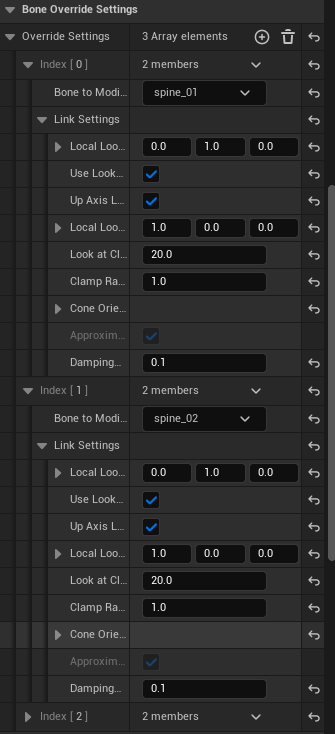 Bone Override Settings
Override Settings 3 Array elements
Index [ 0 ] 2 members
Bone to Modi... spine_01
Link Settings
Local Loo... 0.0 1.0 0.0
Use Look...
Up Axis L...
Local Loo... 1.0 0.0 0.0
Look at Cl... 20.0
Clamp Ra... 1.0
Cone Orie...
Approxim...
Damping... 0.1
Index [ 1 ] 2 members
Bone to Modi... spine_02
Link Settings
Local Loo... 0.0 1.0 0.0
Use Look...
Up Axis L...
Local Loo... 1.0 0.0 0.0
Look at Cl... 20.0
Clamp Ra... 1.0
Cone Orie...
Approxim...
Damping... 0.1
Index [ 2 ] 2 members